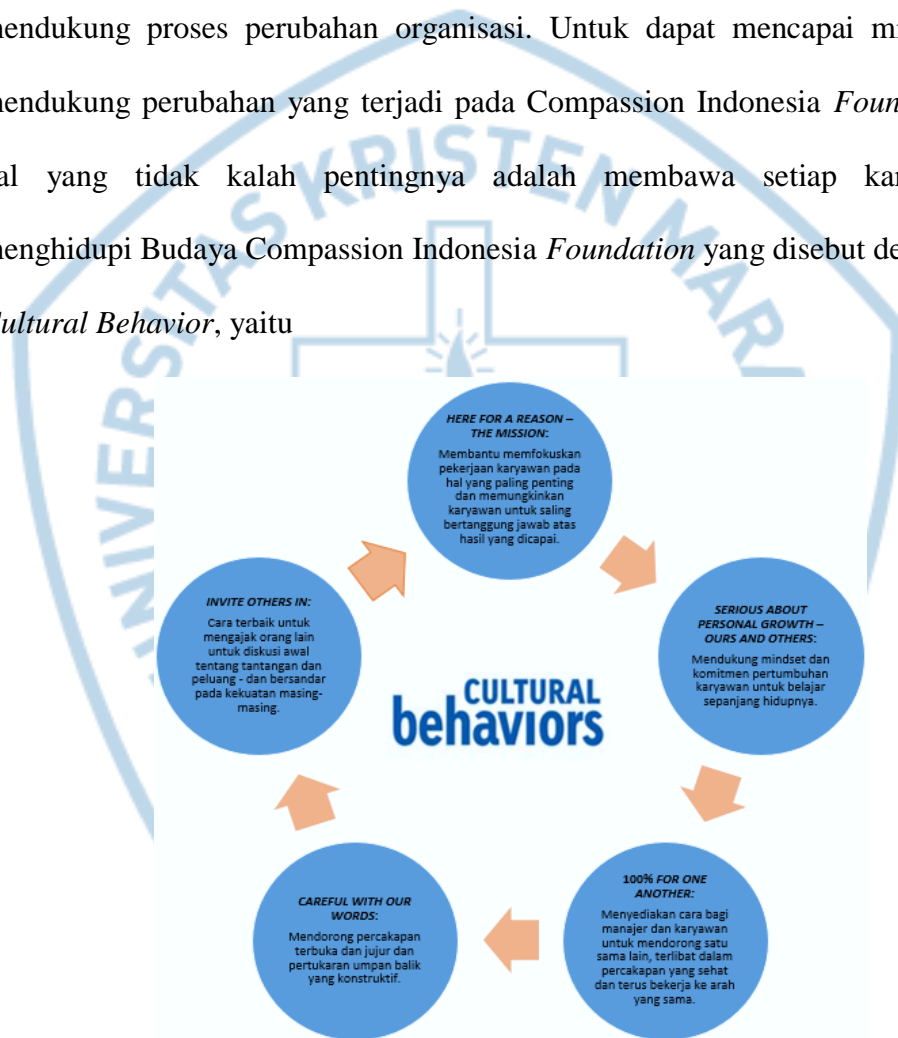 mendukung proses perubahan organisasi. Untuk dapat mencapai
mendukung perubahan yang terjadi pada Compassion Indonesia
yang tidak kalah pentingnya adalah membawa setiap
menghidupi Budaya Compassion Indonesia Foundation yang disebut
Cultural Behavior, yaitu
UNIVERSITAS KRISTEN
HERE FOR A REASON –
THE MISSION:
Membantu memfokuskan
pekerjaan karyawan pada
hal yang paling penting
dan memungkinkan
karyawan untuk saling
bertanggung jawab atas
hasil yang dicapai.
SERIOUS ABOUT
PERSONAL GROWTH –
OURS AND OTHERS:
Mendukung mindset dan
komitmen pertumbuhan
karyawan untuk belajar
sepanjang hidupnya.
100% FOR ONE
ANOTHER:
Menyediakan cara bagi
manajer dan karyawan
untuk mendorong satu
sama lain, terlibat dalam
percakapan yang sehat
dan terus bekerja ke arah
yang sama.
CAREFUL WITH OUR
WORDS:
Mendorong percakapan
terbuka dan jujur dan
pertukaran umpan balik
yang konstruktif.
INVITE OTHERS IN:
Cara terbaik untuk
mengajak orang lain
untuk diskusi awal
tentang tantangan dan
peluang - dan bersandar
pada kekuatan masing-
masing.
CULTURAL
behaviors